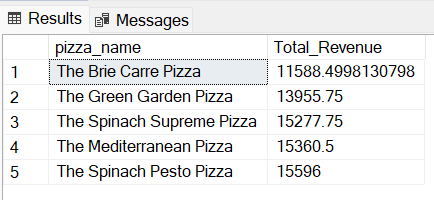 Results Messages
pizza_name Total_Revenue
1 The Brie Carre Pizza 11588.4998130798
2 The Green Garden Pizza 13955.75
3 The Spinach Supreme Pizza 15277.75
4 The Mediterranean Pizza 15360.5
5 The Spinach Pesto Pizza 15596